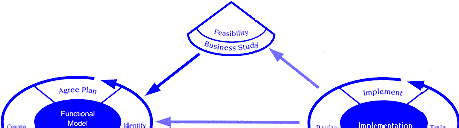 Feasibility
Business Study
Agree Plan
Implement
Functional
Model
Identify
Implementation